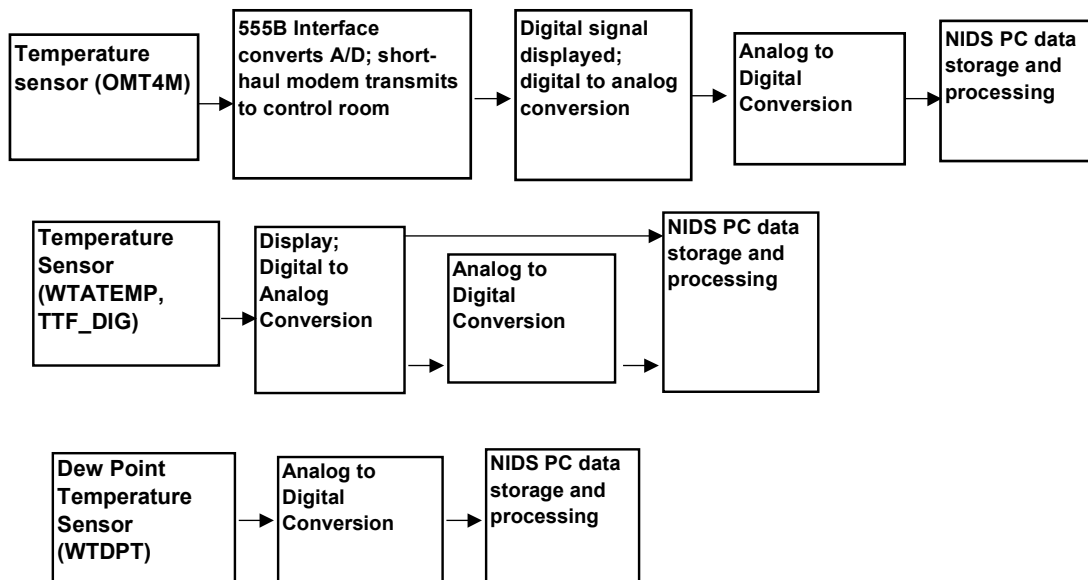 Temperature
sensor (OMT4M)
555B Interface
converts A/D; short-
haul modem transmits
to control room
Digital signal
displayed;
digital to analog
conversion
Analog to
Digital
Conversion
NIDS PC data
storage and
processing
Temperature
Sensor
(WTATEMP,
TTF_DIG)
Display;
Digital to
Analog
Conversion
Analog to
Digital
Conversion
NIDS PC data
storage and
processing
Dew Point
Temperature
Sensor
(WTDPT)
Analog to
Digital
Conversion
NIDS PC data
storage and
processing